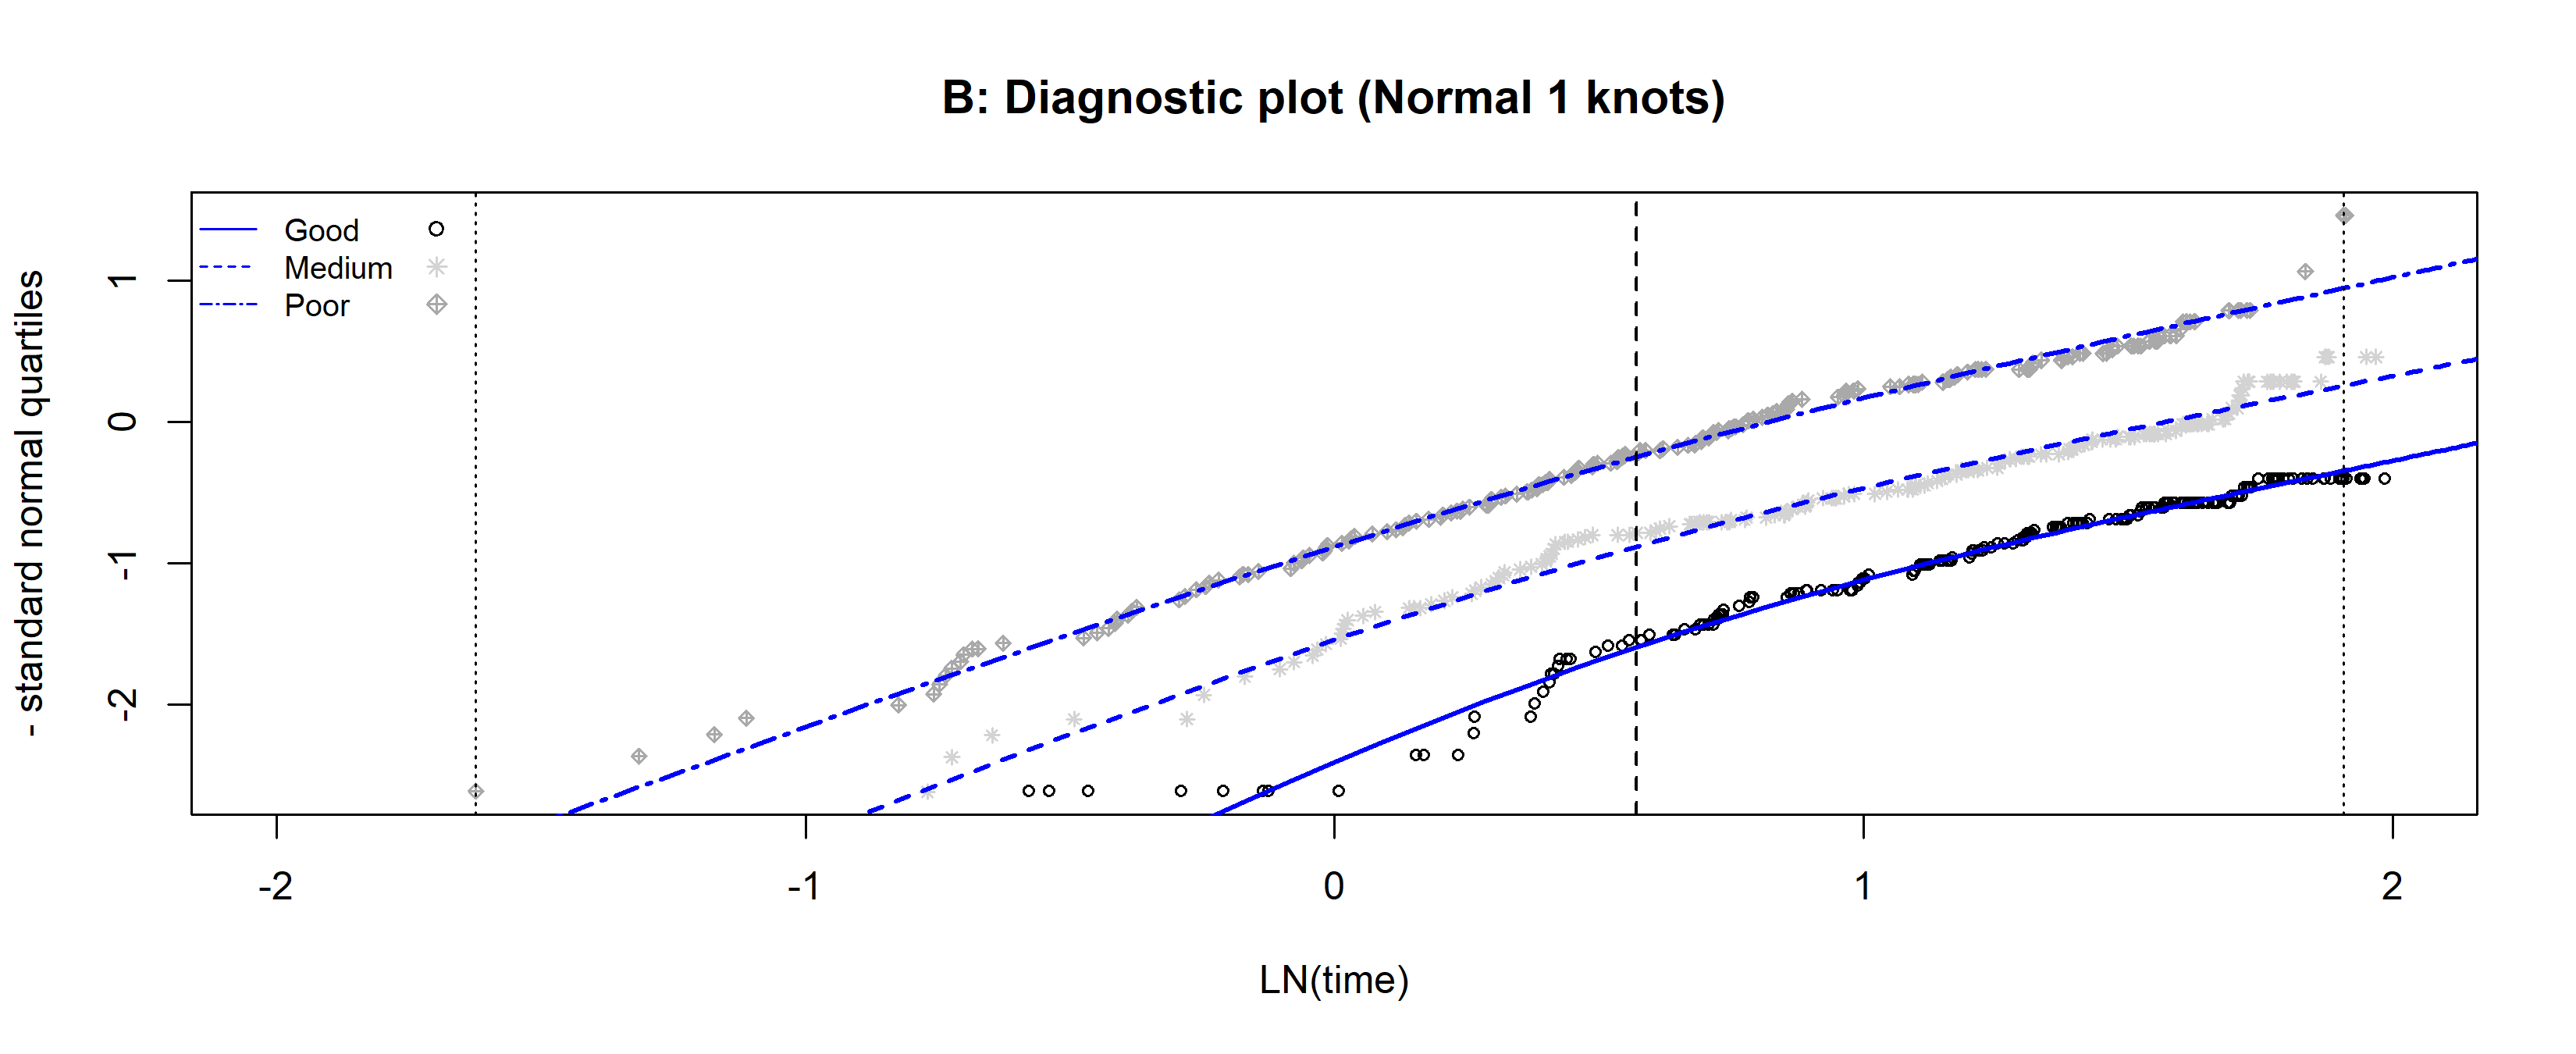 B: Diagnostic plot (Normal 1 knots)
Good
Medium
Poor
- standard normal quartiles
1
0
-1
-2
-2
-1
0
1
2
LN(time)